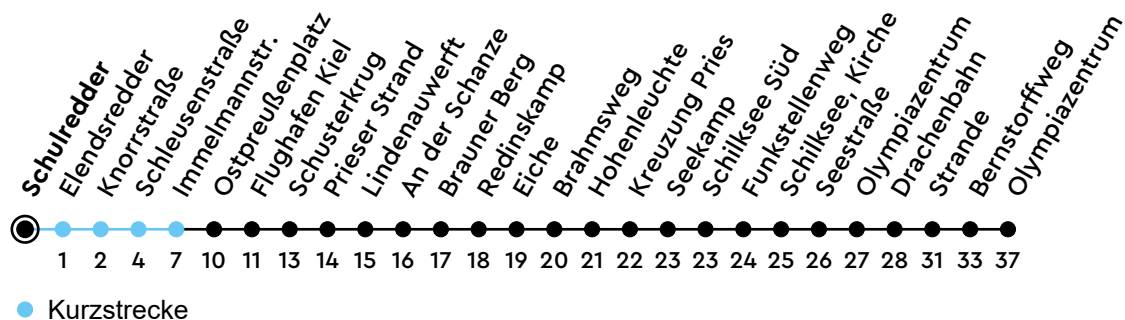 Schulredder
Elendsredder
Knorrstraße
Schleusenstraße
Immelmannstr.
Ostpreußenplatz
Flughafen Kiel
Schusterkrug
Prieser Strand
Lindenauwerft
An der Schanze
Brauner Berg
Redinskamp
Eiche
Brahmsweg
Hohenleuchte
Kreuzung Pries
Seekamp
Schilksee Süd
Funkstellenweg
Schilksee, Kirche
Seestraße
Olympiazentrum
Drachenbahn
Strande
Bernstorffweg
Olympiazentrum
1 2 4 7 10 11 13 14 15 16 17 18 19 20 21 22 23 23 24 25 26 27 28 31 33 37
Kurzstrecke